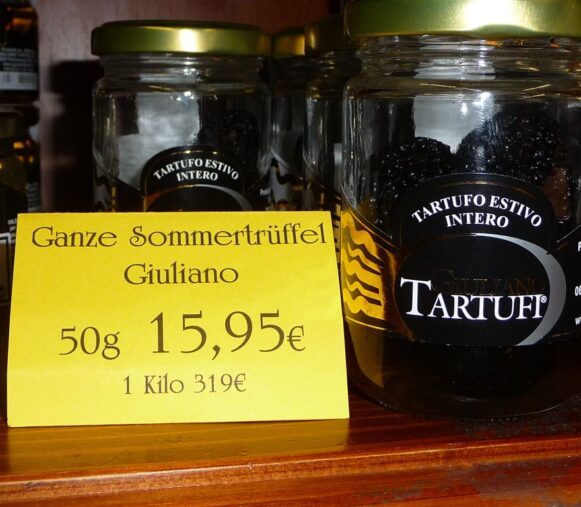 TARTUFO ESTIVO
INTERO
Ganze Sommertrüffel
Giuliano
50g 15,95€
1 Kilo 319€
TARTUFO ESTIVO
INTERO
GIULIANO
TARTUFI®